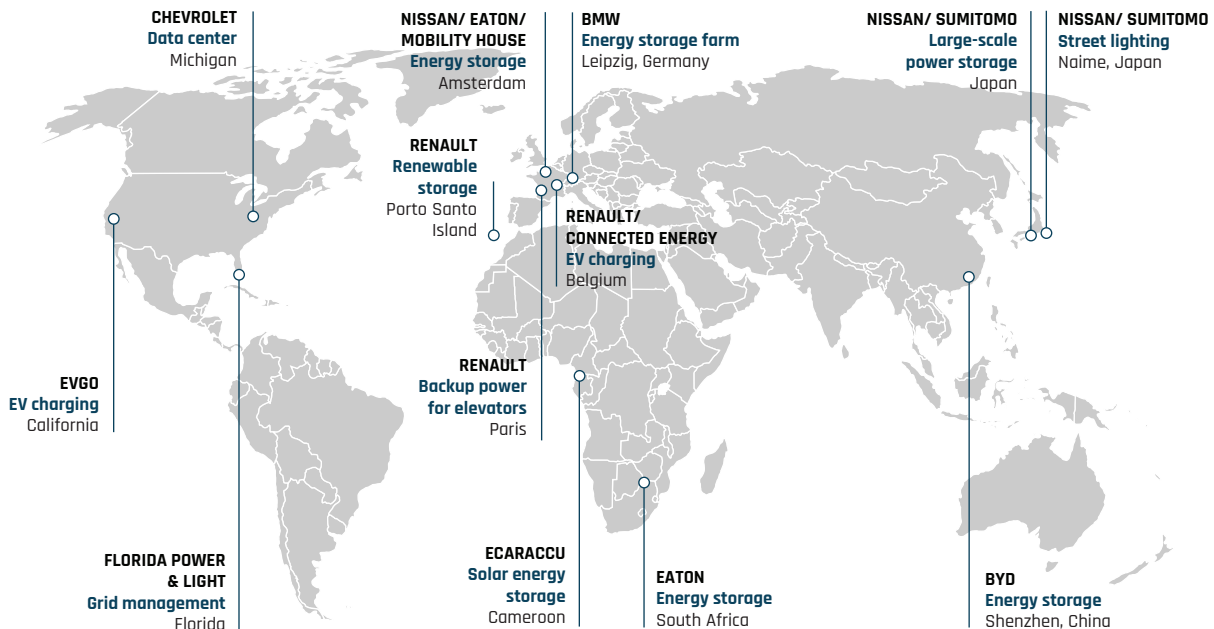 CHEVROLET
Data center
Michigan
NISSAN/ EATON/
MOBILITY HOUSE
Energy storage
Amsterdam
BMW
Energy storage farm
Leipzig, Germany
NISSAN/ SUMITOMO
Large-scale
power storage
Japan
NISSAN/ SUMITOMO
Street lighting
Naime, Japan
RENAULT
Renewable
storage
Porto Santo
Island
RENAULT/
CONNECTED ENERGY
EV charging
Belgium
EVGO
EV charging
California
RENAULT
Backup power
for elevators
Paris
FLORIDA POWER
& LIGHT
Grid management
Florida
ECARACCU
Solar energy
storage
Cameroon
EATON
Energy storage
South Africa
BYD
Energy storage
Shenzhen, China